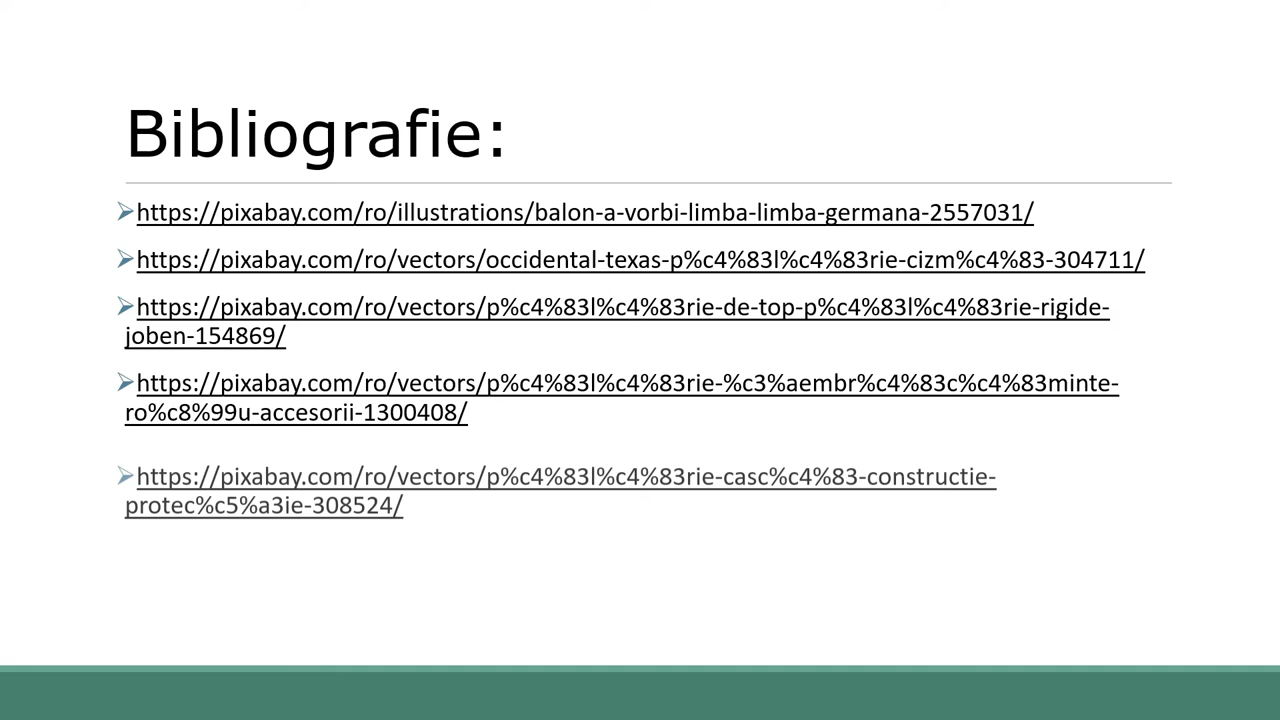 Bibliografie:
https://pixabay.com/ro/illustrations/balon-a-vorbi-limba-limba-germana-2557031/
https://pixabay.com/ro/vectors/occidental-texas-p%c4%83l%c4%83rie-cizm%c4%83-304711/
https://pixabay.com/ro/vectors/p%c4%83l%c4%83rie-de-top-p%c4%83l%c4%83rie-rigide-
joben-154869/
https://pixabay.com/ro/vectors/p%c4%83l%c4%83rie-%c3%aembr%c4%83c%c4%83minte-
ro%c8%99u-accesorii-1300408/
https://pixabay.com/ro/vectors/p%c4%83l%c4%83rie-casc%c4%83-constructie-
protec%c5%a3ie-308524/